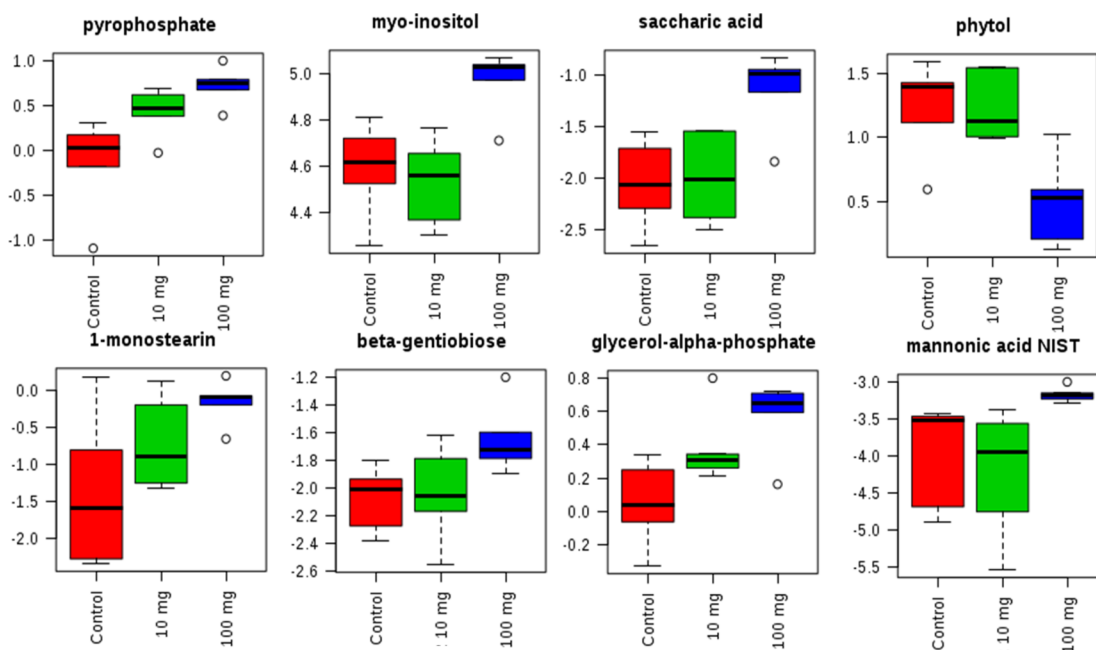 pyrophosphate
1.0
0.5
0.0
-0.5
-1.0
Control
10 mg
100 mg
myo-inositol
5.0
4.8
4.6
4.4
Control
10 mg
100 mg
saccharic acid
-1.0
-1.5
-2.0
-2.5
Control
10 mg
100 mg
phytol
1.5
1.0
0.5
Control
10 mg
100 mg
1-monostearin
0.0
-0.5
-1.0
-1.5
-2.0
Control
10 mg
100 mg
beta-gentiobiose
-1.2
-1.4
-1.6
-1.8
-2.0
-2.2
-2.4
-2.6
Control
10 mg
100 mg
glycerol-alpha-phosphate
0.8
0.6
0.4
0.2
0.0
-0.2
Control
10 mg
100 mg
mannonic acid NIST
-3.0
-3.5
-4.0
-4.5
-5.0
-5.5
Control
10 mg
100 mg